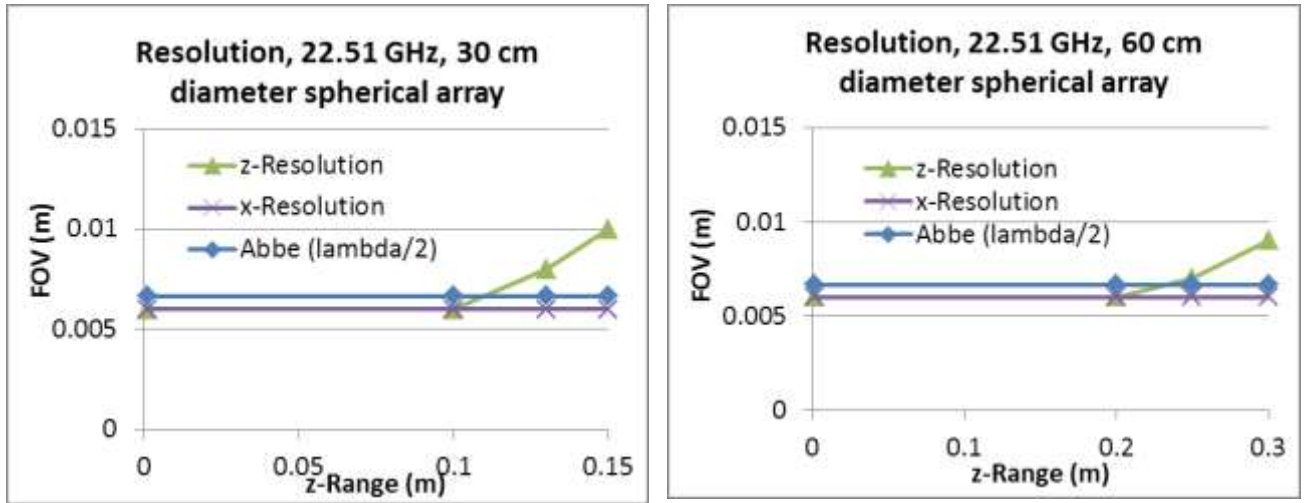 Resolution, 22.51 GHz, 30 cm
diameter spherical array
0.015
0.01
0.005
0
FOV (m)
z-Resolution
x-Resolution
Abbe (lambda/2)
0
0.05
0.1
0.15
z-Range (m)
Resolution, 22.51 GHz, 60 cm
diameter spherical array
0.015
0.01
0.005
0
FOV (m)
z-Resolution
x-Resolution
Abbe (lambda/2)
0
0.1
0.2
0.3
z-Range (m)